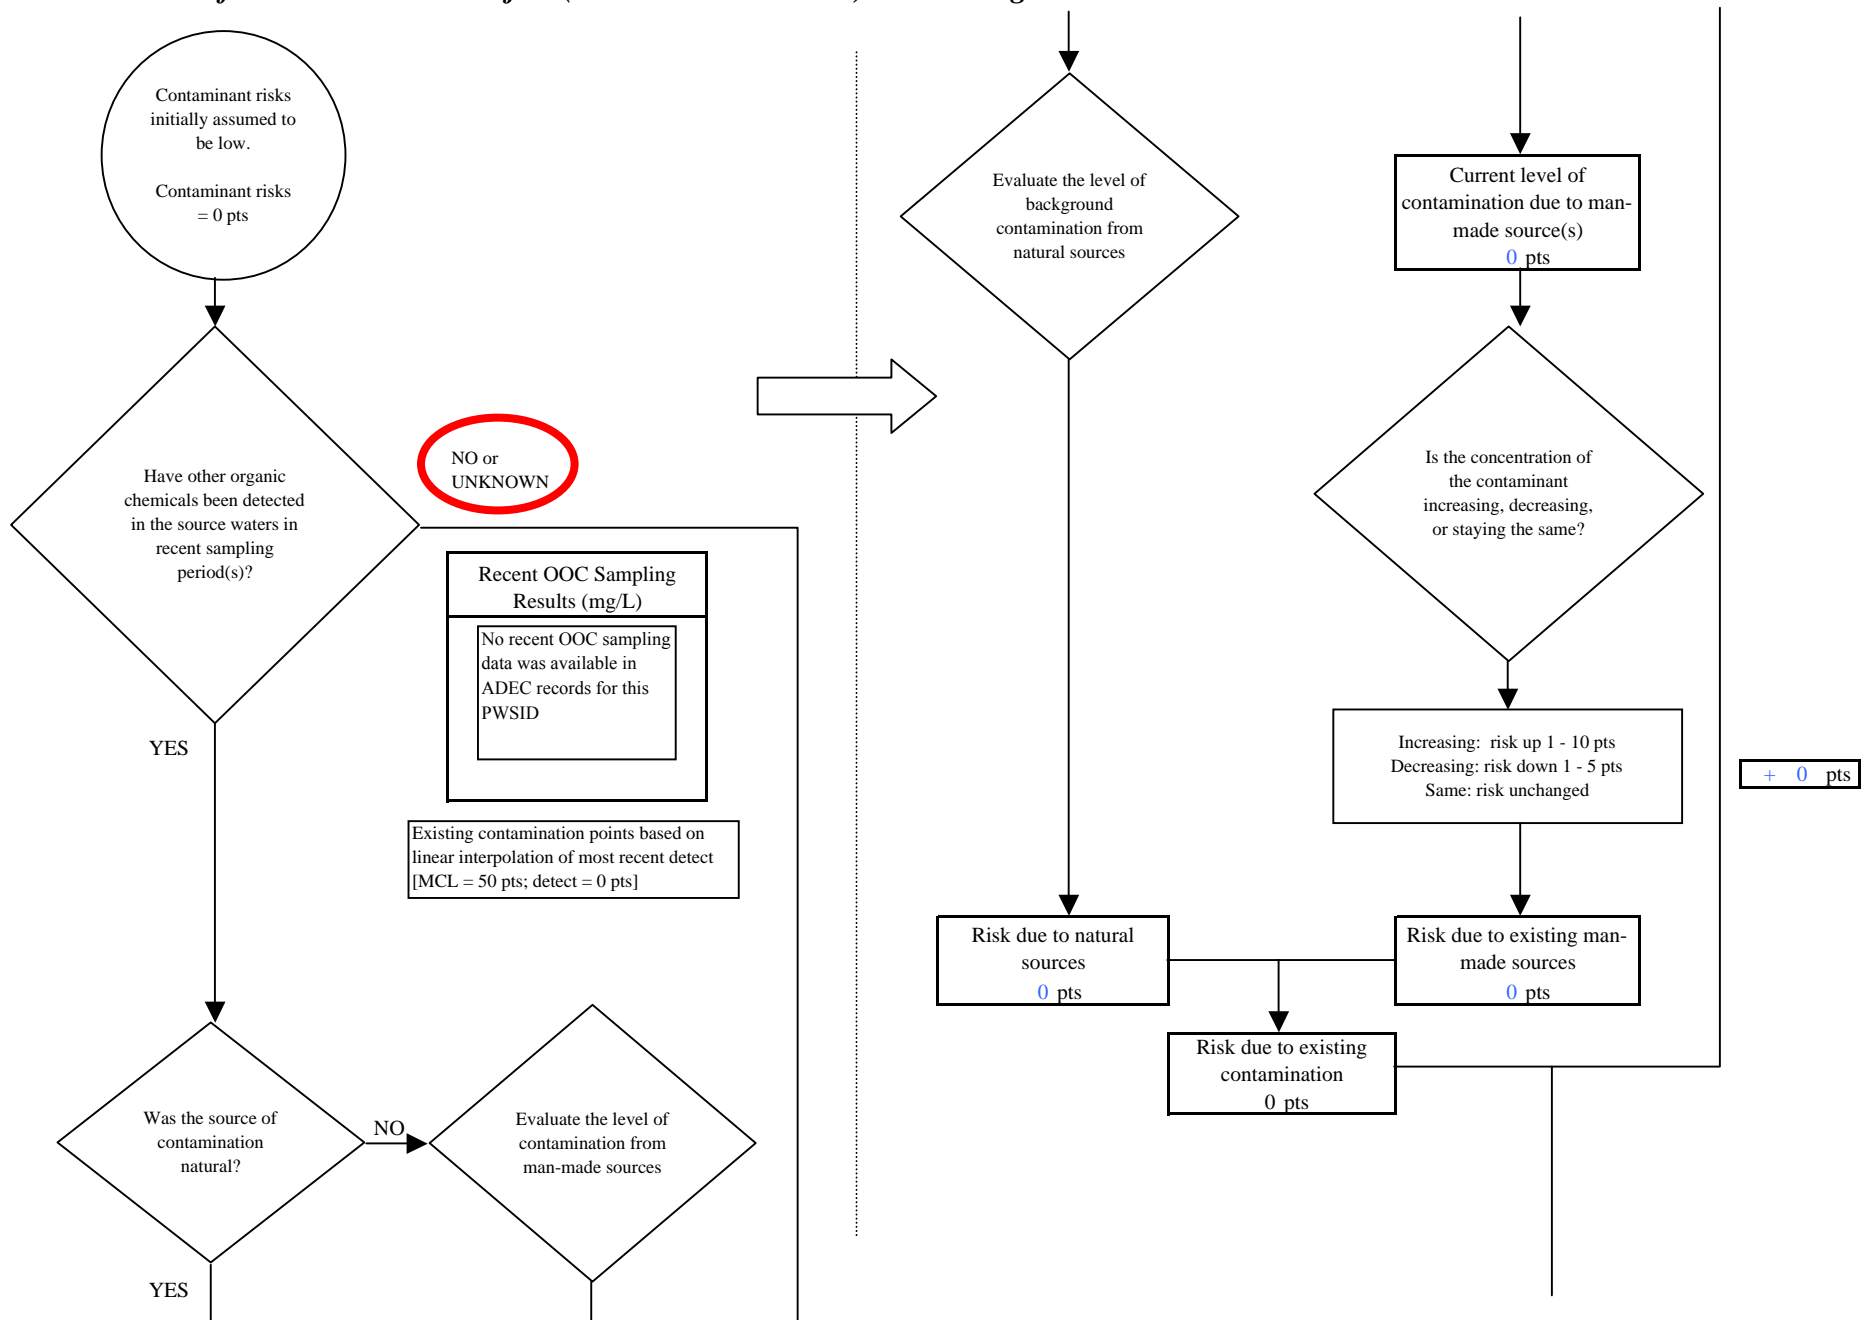 Contaminant risks
initially assumed to
be low.
Contaminant risks
= 0 pts
Have other organic
chemicals been detected
in the source waters in
recent sampling
period(s)?
NO or
UNKNOWN
Recent OOC Sampling
Results (mg/L)
No recent OOC sampling
data was available in
ADEC records for this
PWSID
YES
Existing contamination points based on
linear interpolation of most recent detect
[MCL = 50 pts; detect = 0 pts]
Was the source of
contamination
natural?
NO
Evaluate the level of
contamination from
man-made sources
YES
Evaluate the level of
background
contamination from
natural sources
Current level of
contamination due to man-
made source(s)
0 pts
Is the concentration of
the contaminant
increasing, decreasing,
or staying the same?
Increasing: risk up 1 - 10 pts
Decreasing: risk down 1 - 5 pts
Same: risk unchanged
+ 0 pts
Risk due to natural
sources
0 pts
Risk due to existing man-
made sources
0 pts
Risk due to existing
contamination
0 pts